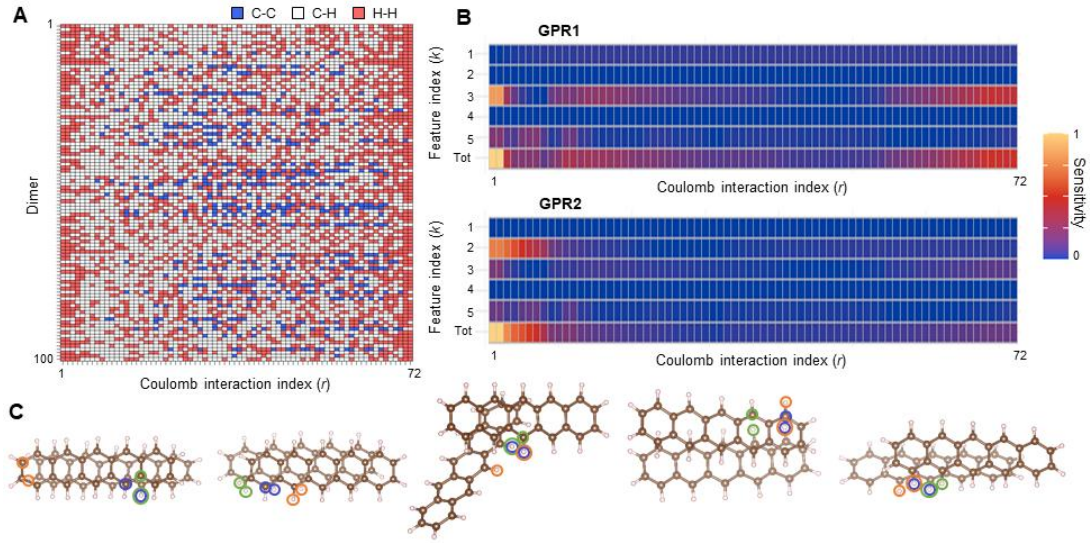 A
C-C C-H H-H
1
Dimer
100
1 72
Coulomb interaction index (r)
B
GPR1
Feature index (k)
1
2
3
4
5
Tot
1 72
Coulomb interaction index (r)
GPR2
Feature index (k)
1
2
3
4
5
Tot
1 72
Coulomb interaction index (r)
1
Sensitivity
0
C